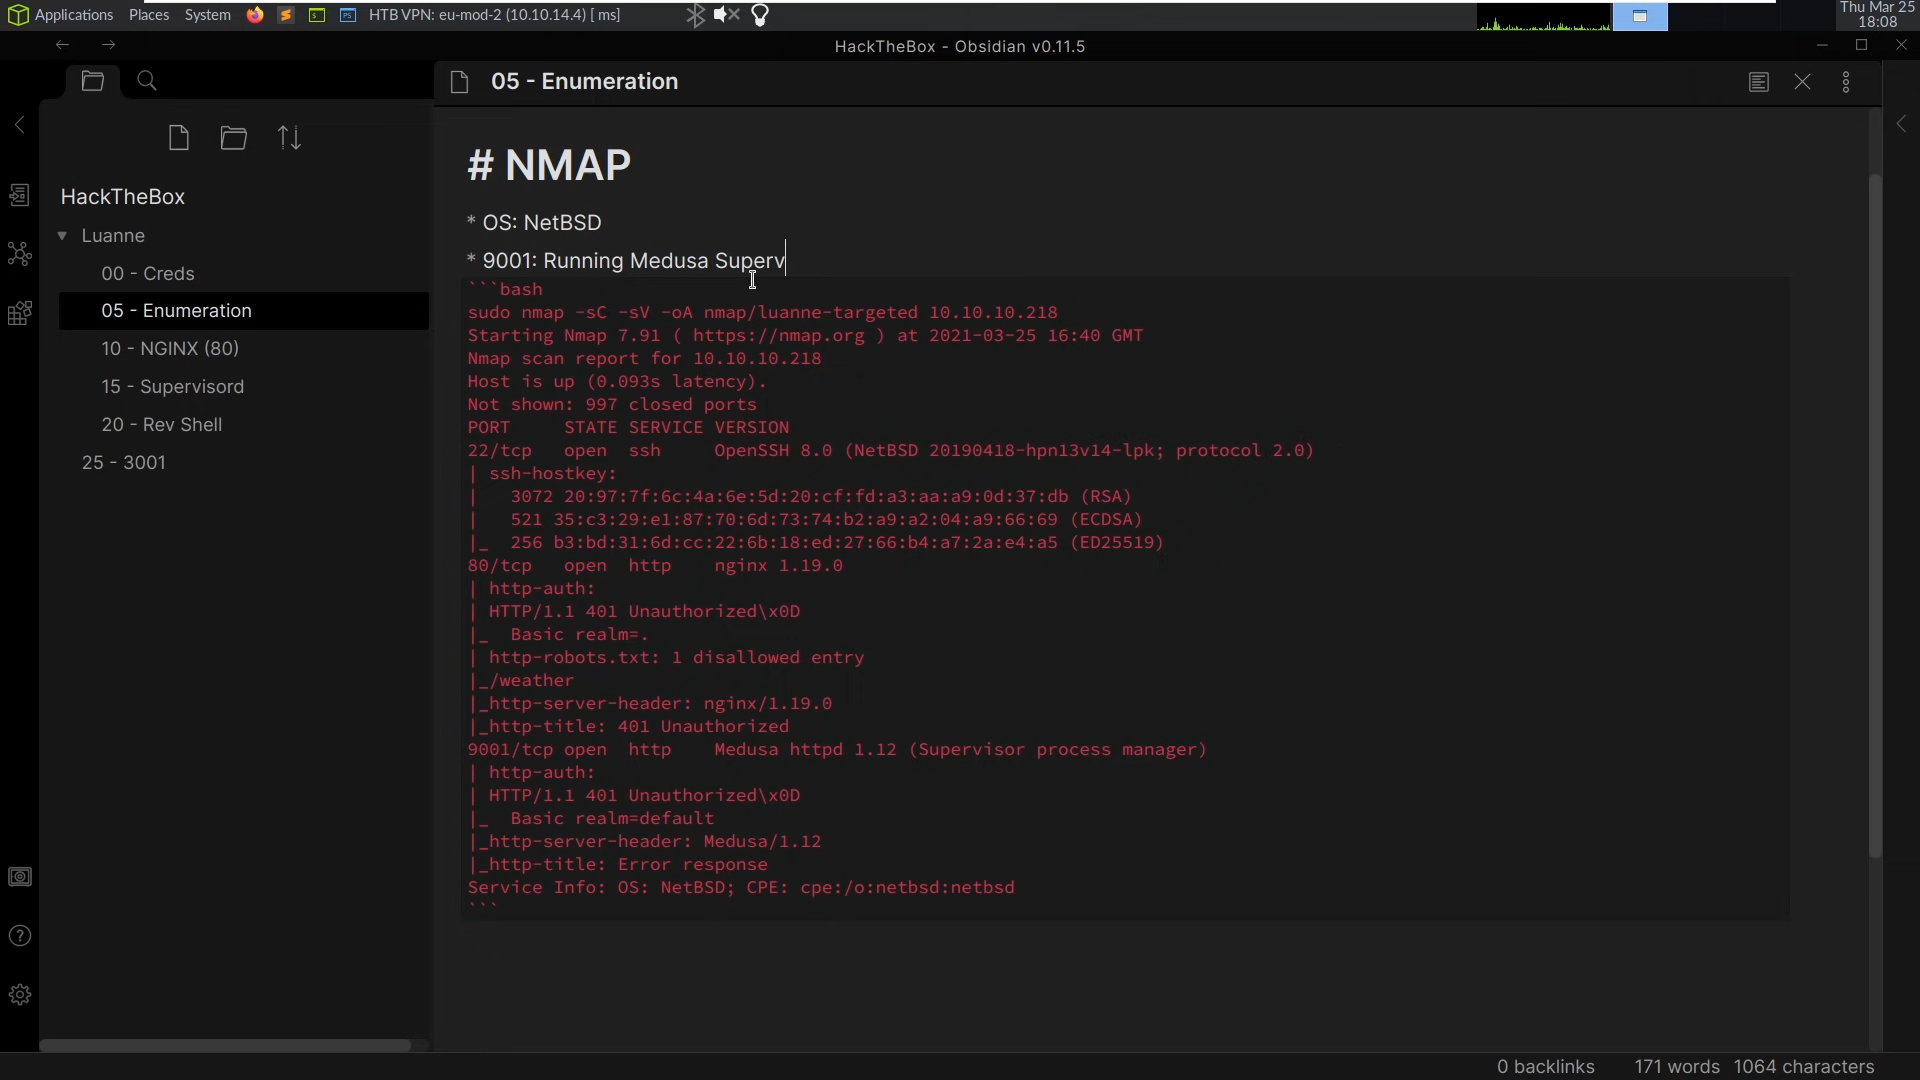 Applications Places System HTB VPN: eu-mod-2 (10.10.14.4) [ ms]
Thu Mar 25
18:08
HackTheBox - Obsidian v0.11.5
05 - Enumeration
HackTheBox
Luanne
00 - Creds
05 - Enumeration
10 - NGINX (80)
15 - Supervisord
20 - Rev Shell
25 - 3001
# NMAP
* OS: NetBSD
* 9001: Running Medusa Superv
```bash
sudo nmap -sC -sV -oA nmap/luanne-targeted 10.10.10.218
Starting Nmap 7.91 ( https://nmap.org ) at 2021-03-25 16:40 GMT
Nmap scan report for 10.10.10.218
Host is up (0.093s latency).
Not shown: 997 closed ports
PORT     STATE SERVICE VERSION
22/tcp   open  ssh     OpenSSH 8.0 (NetBSD 20190418-hpn13v14-lpk; protocol 2.0)
| ssh-hostkey:
|   3072 20:97:7f:6c:4a:6e:5d:20:cf:fd:a3:aa:a9:0d:37:db (RSA)
|   521 35:c3:29:e1:87:70:6d:73:74:b2:a9:a2:04:a9:66:69 (ECDSA)
|_  256 b3:bd:31:6d:cc:22:6b:18:ed:27:66:b4:a7:2a:e4:a5 (ED25519)
80/tcp   open  http    nginx 1.19.0
| http-auth:
| HTTP/1.1 401 Unauthorized\x0D
|_  Basic realm=.
| http-robots.txt: 1 disallowed entry
|_/weather
|_http-server-header: nginx/1.19.0
|_http-title: 401 Unauthorized
9001/tcp open  http    Medusa httpd 1.12 (Supervisor process manager)
| http-auth:
| HTTP/1.1 401 Unauthorized\x0D
|_  Basic realm=default
|_http-server-header: Medusa/1.12
|_http-title: Error response
Service Info: OS: NetBSD; CPE: cpe:/o:netbsd:netbsd
```
0 backlinks 171 words 1064 characters